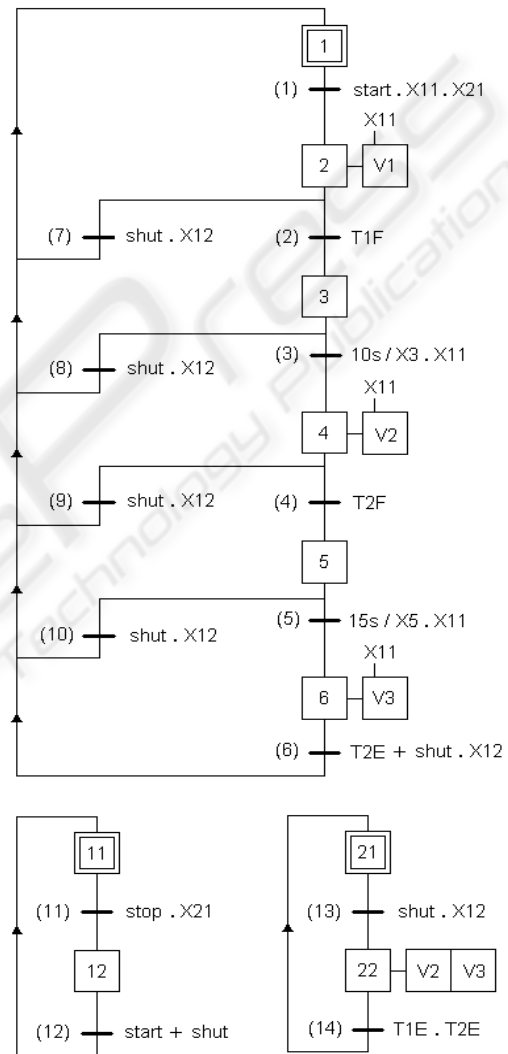 1
(1) start . X11 . X21
X11
2 V1
(7) shut . X12 (2) T1F
3
(8) shut . X12 (3) 10s / X3 . X11
X11
4 V2
(9) shut . X12 (4) T2F
5
(10) shut . X12 (5) 15s / X5 . X11
X11
6 V3
(6) T2E + shut . X12
11 21
(11) stop . X21 (13) shut . X12
12 22 V2 V3
(12) start + shut (14) T1E . T2E
Press
Technology Publication